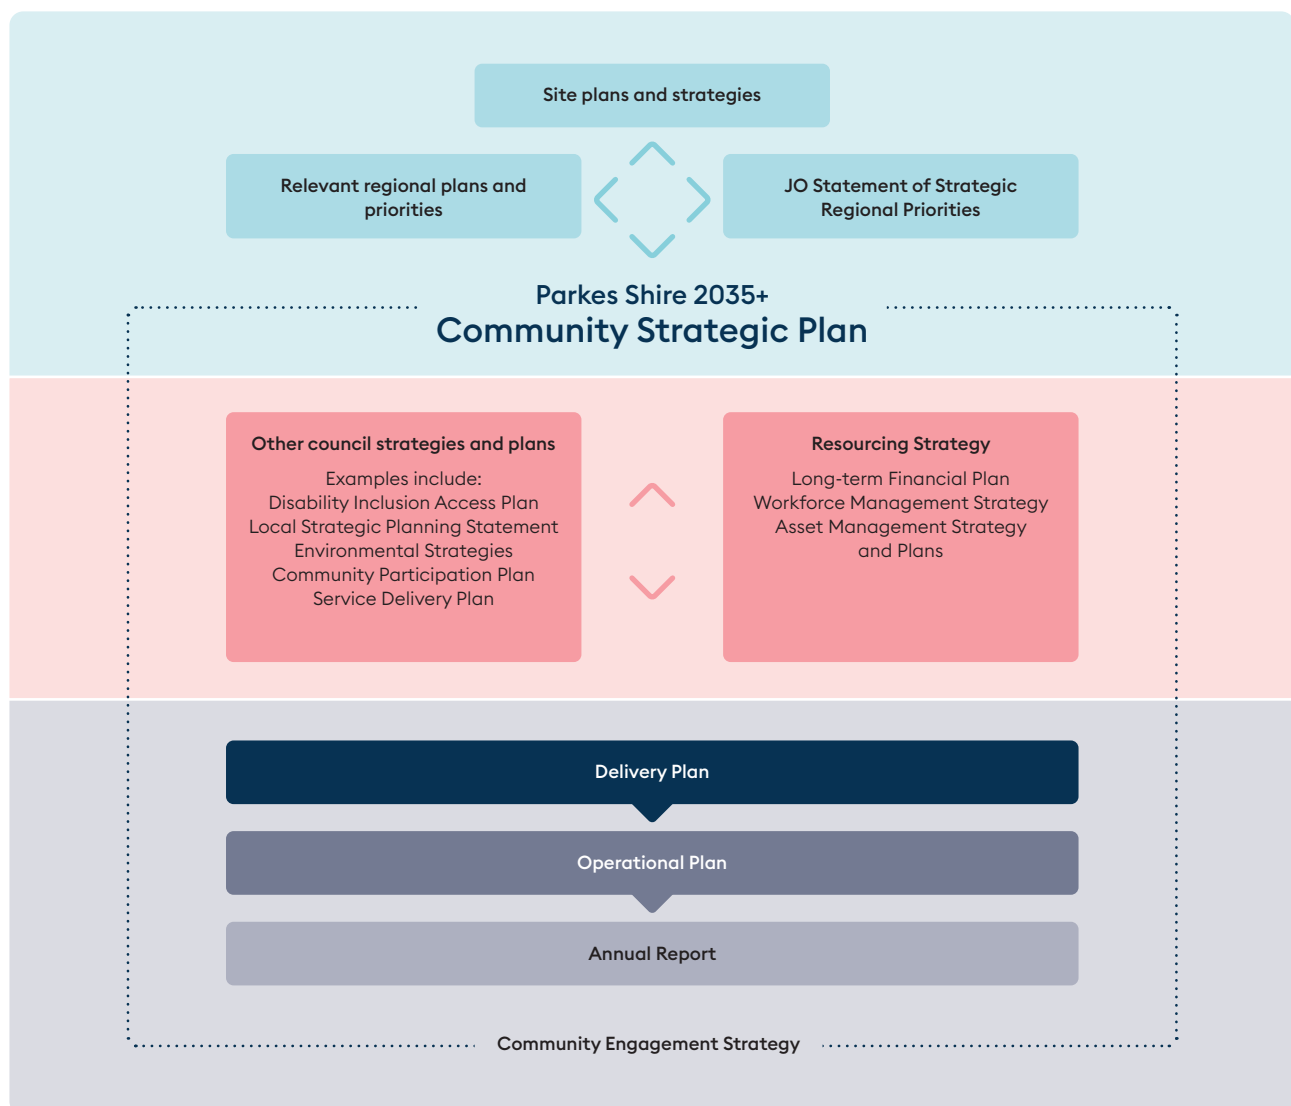 Site plans and strategies
Relevant regional plans and
priorities
JO Statement of Strategic
Regional Priorities
Parkes Shire 2035+
Community Strategic Plan
Other council strategies and plans
Examples include:
Disability Inclusion Access Plan
Local Strategic Planning Statement
Environmental Strategies
Community Participation Plan
Service Delivery Plan
Resourcing Strategy
Long-term Financial Plan
Workforce Management Strategy
Asset Management Strategy
and Plans
Delivery Plan
Operational Plan
Annual Report
Community Engagement Strategy